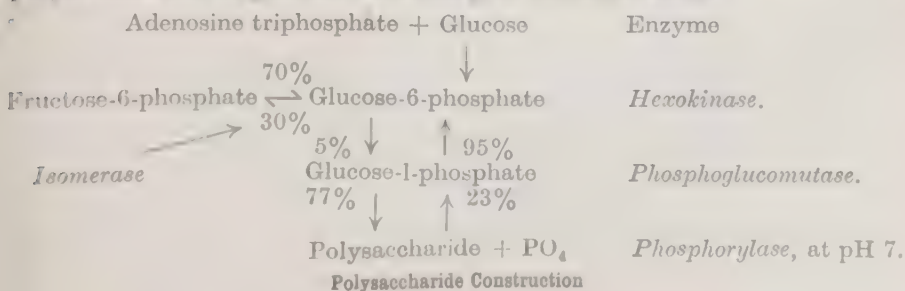 Adenosine triphosphate + Glucose Enzyme
70%
Fructose-6-phosphate ⇌ Glucose-6-phosphate Hexokinase.
30%
5% 95%
Isomerase Glucose-1-phosphate Phosphoglucomutase.
77% 23%
Polysaccharide + PO₄ Phosphorylase, at pH 7.
Polysaccharide Construction